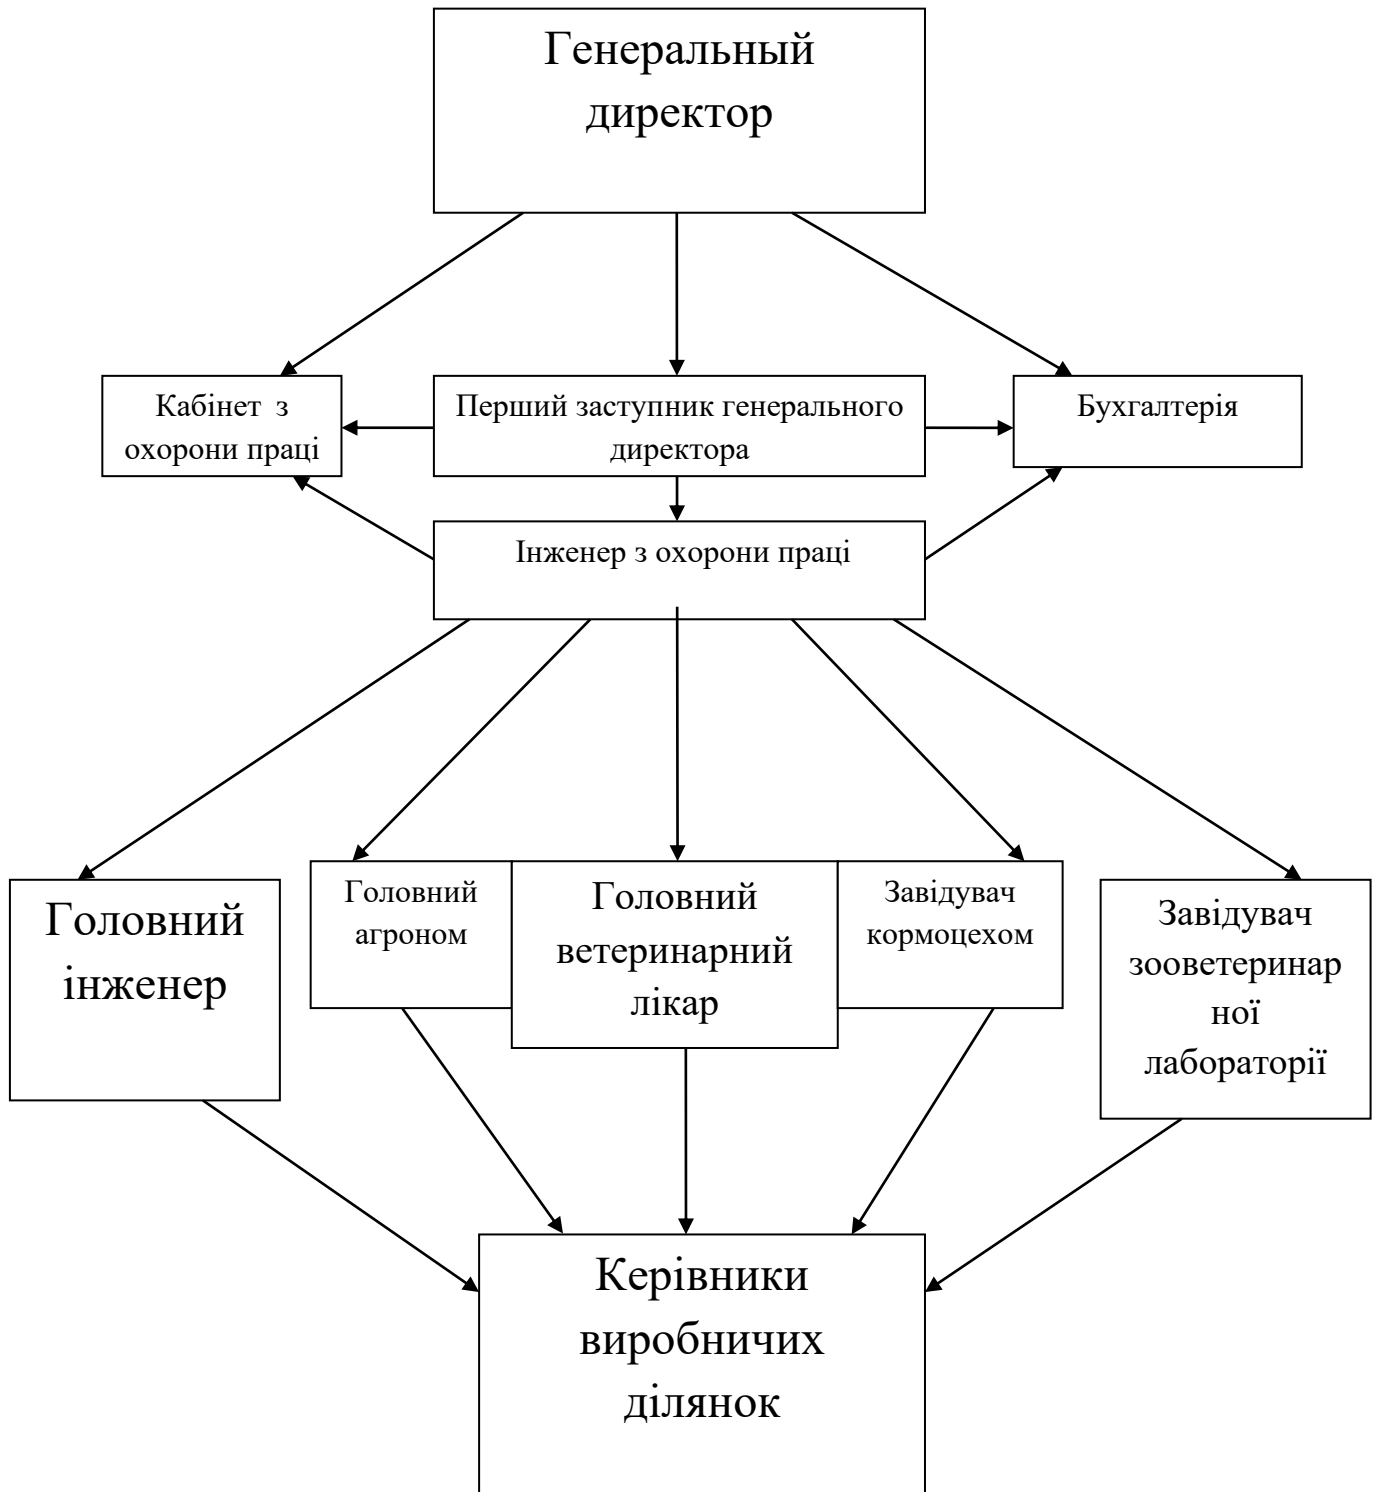 Генеральный
директор
Кабінет з
охорони праці
Перший заступник генерального
директора
Бухгалтерія
Інженер з охорони праці
Головний
інженер
Головний
агроном
Головний
ветеринарний
лікар
Завідувач
кормоцехом
Завідувач
зооветеринар
ної
лабораторії
Керівники
виробничих
ділянок